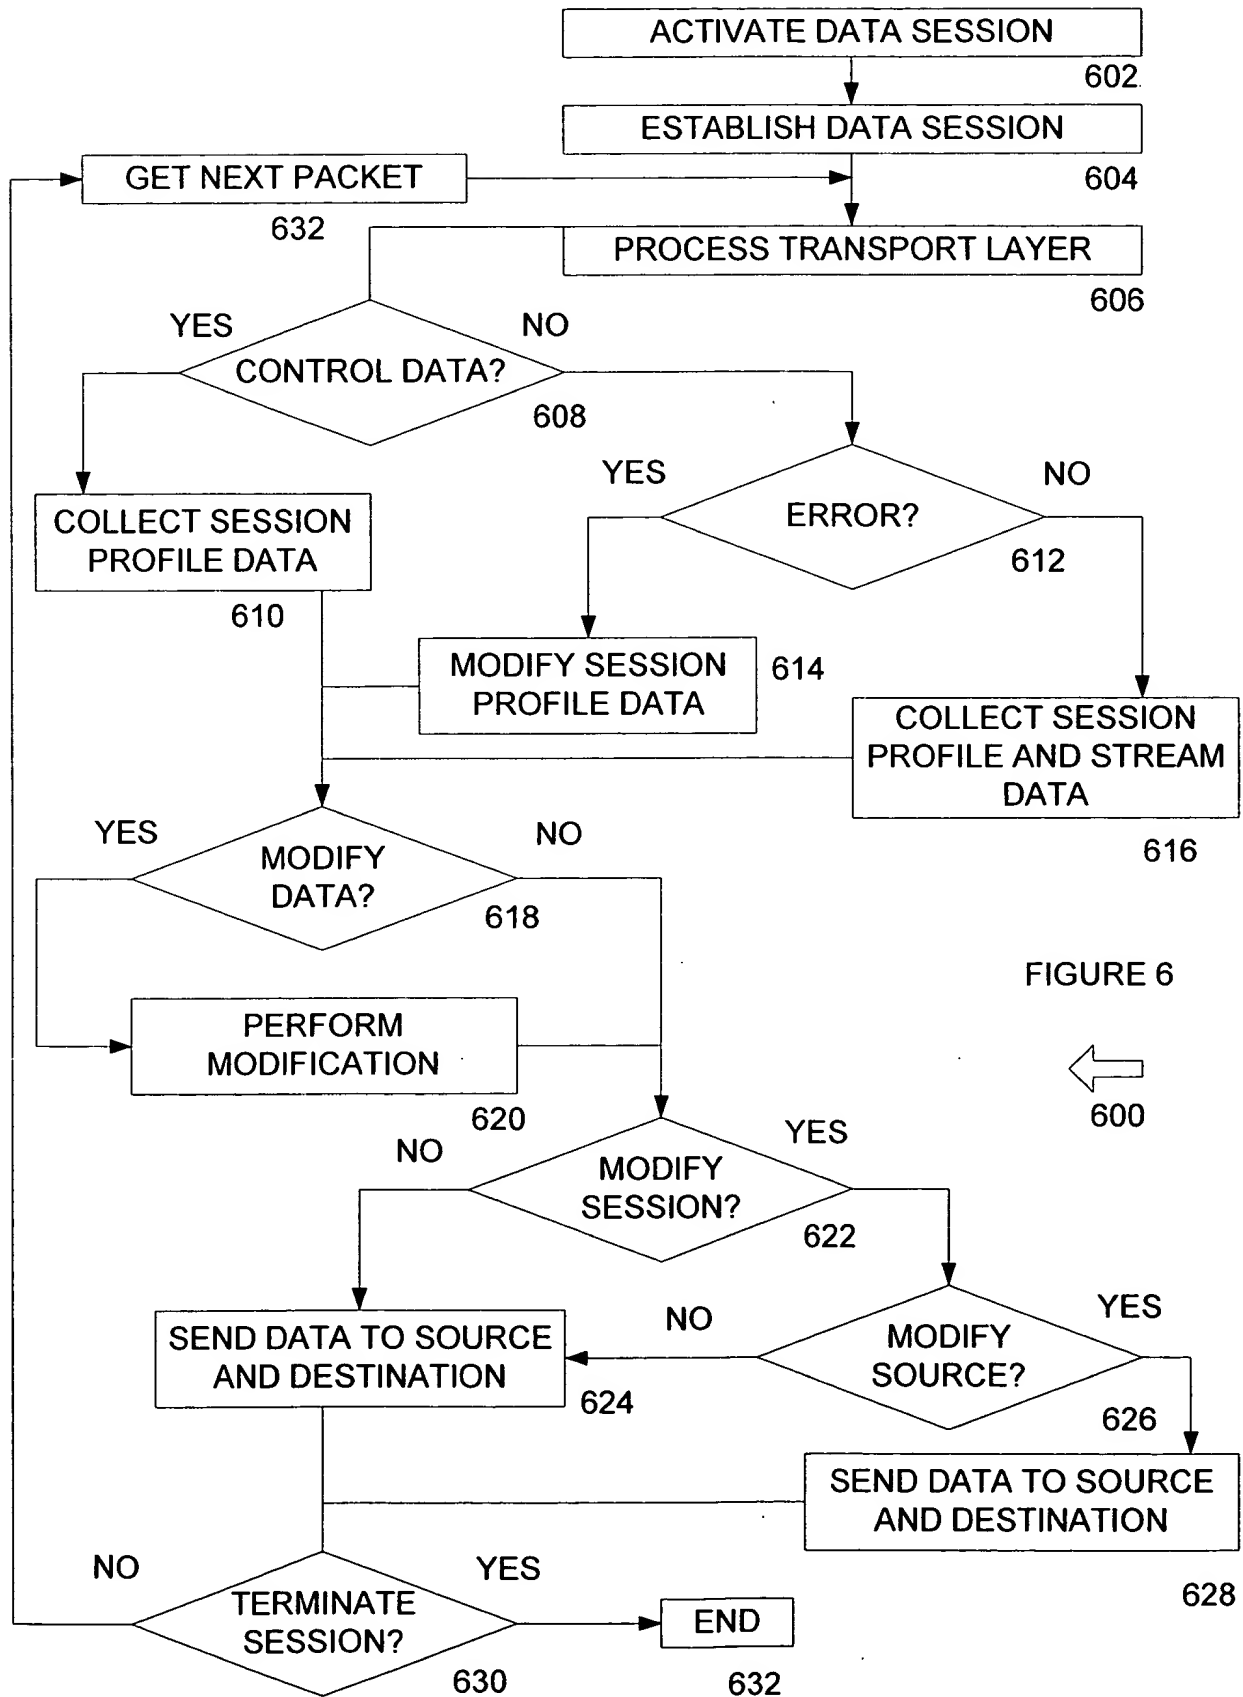 ACTIVATE DATA SESSION
602
ESTABLISH DATA SESSION
604
GET NEXT PACKET
632
PROCESS TRANSPORT LAYER
606
YES
NO
CONTROL DATA?
608
YES
NO
ERROR?
612
COLLECT SESSION
PROFILE DATA
610
MODIFY SESSION
PROFILE DATA
614
COLLECT SESSION
PROFILE AND STREAM
DATA
616
YES
NO
MODIFY
DATA?
618
FIGURE 6
600
PERFORM
MODIFICATION
620
NO
YES
MODIFY
SESSION?
622
SEND DATA TO SOURCE
AND DESTINATION
624
NO
YES
MODIFY
SOURCE?
626
SEND DATA TO SOURCE
AND DESTINATION
628
NO
YES
TERMINATE
SESSION?
630
END
632